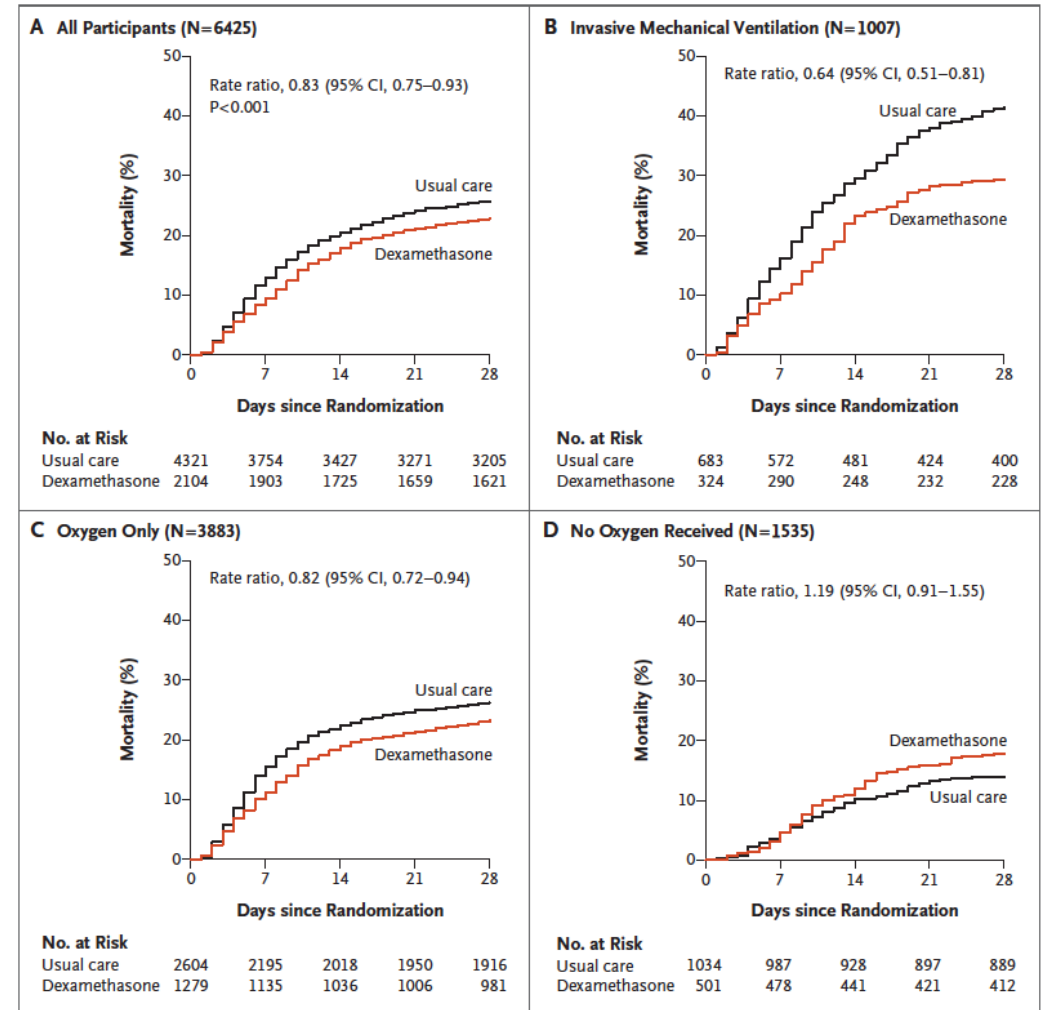 A All Participants (N=6425)
50
40
30
20
10
0
Mortality (%)
Rate ratio, 0.83 (95% CI, 0.75–0.93)
P<0.001
Usual care
Dexamethasone
0 7 14 21 28
Days since Randomization
No. at Risk
Usual care 4321 3754 3427 3271 3205
Dexamethasone 2104 1903 1725 1659 1621
B Invasive Mechanical Ventilation (N=1007)
50
40
30
20
10
0
Mortality (%)
Rate ratio, 0.64 (95% CI, 0.51–0.81)
Usual care
Dexamethasone
0 7 14 21 28
Days since Randomization
No. at Risk
Usual care 683 572 481 424 400
Dexamethasone 324 290 248 232 228
C Oxygen Only (N=3883)
50
40
30
20
10
0
Mortality (%)
Rate ratio, 0.82 (95% CI, 0.72–0.94)
Usual care
Dexamethasone
0 7 14 21 28
Days since Randomization
No. at Risk
Usual care 2604 2195 2018 1950 1916
Dexamethasone 1279 1135 1036 1006 981
D No Oxygen Received (N=1535)
50
40
30
20
10
0
Mortality (%)
Rate ratio, 1.19 (95% CI, 0.91–1.55)
Dexamethasone
Usual care
0 7 14 21 28
Days since Randomization
No. at Risk
Usual care 1034 987 928 897 889
Dexamethasone 501 478 441 421 412